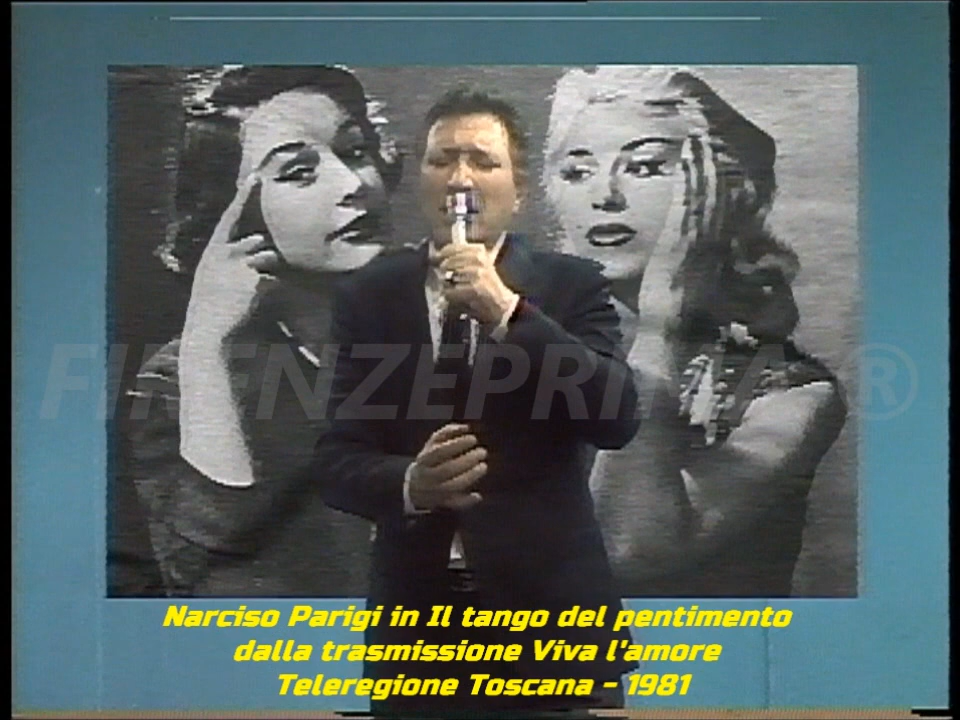 FIRENZEPRIMA ®
Narciso Parigi in Il tango del pentimento
dalla trasmissione Viva l'amore
Teleregione Toscana - 1981